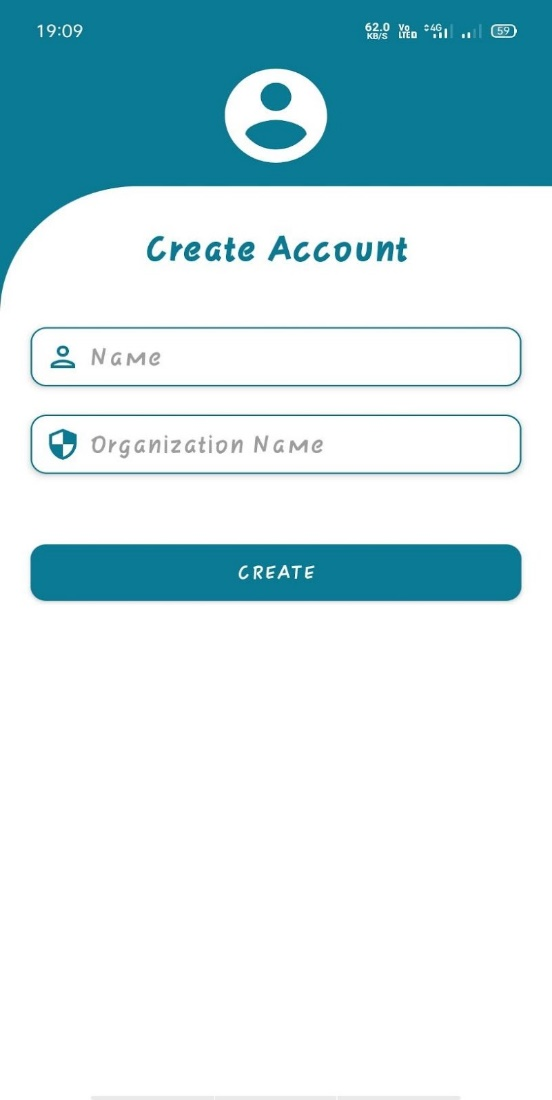 19:09 62.0 KB/S Vo LTE 4G 59
Create Account
Name
Organization Name
CREATE